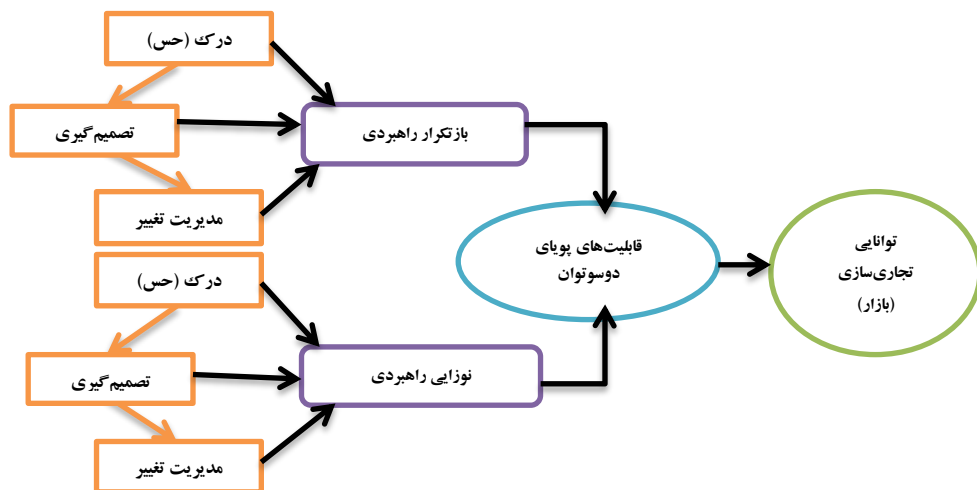 درک (حس)
تصمیم‌گیری
بازتکرار راهبردی
مدیریت تغییر
قابلیت‌های پویای
دوسوتوان
توانایی
تجاری‌سازی
(بازار)
درک (حس)
تصمیم‌گیری
نوزایی راهبردی
مدیریت تغییر